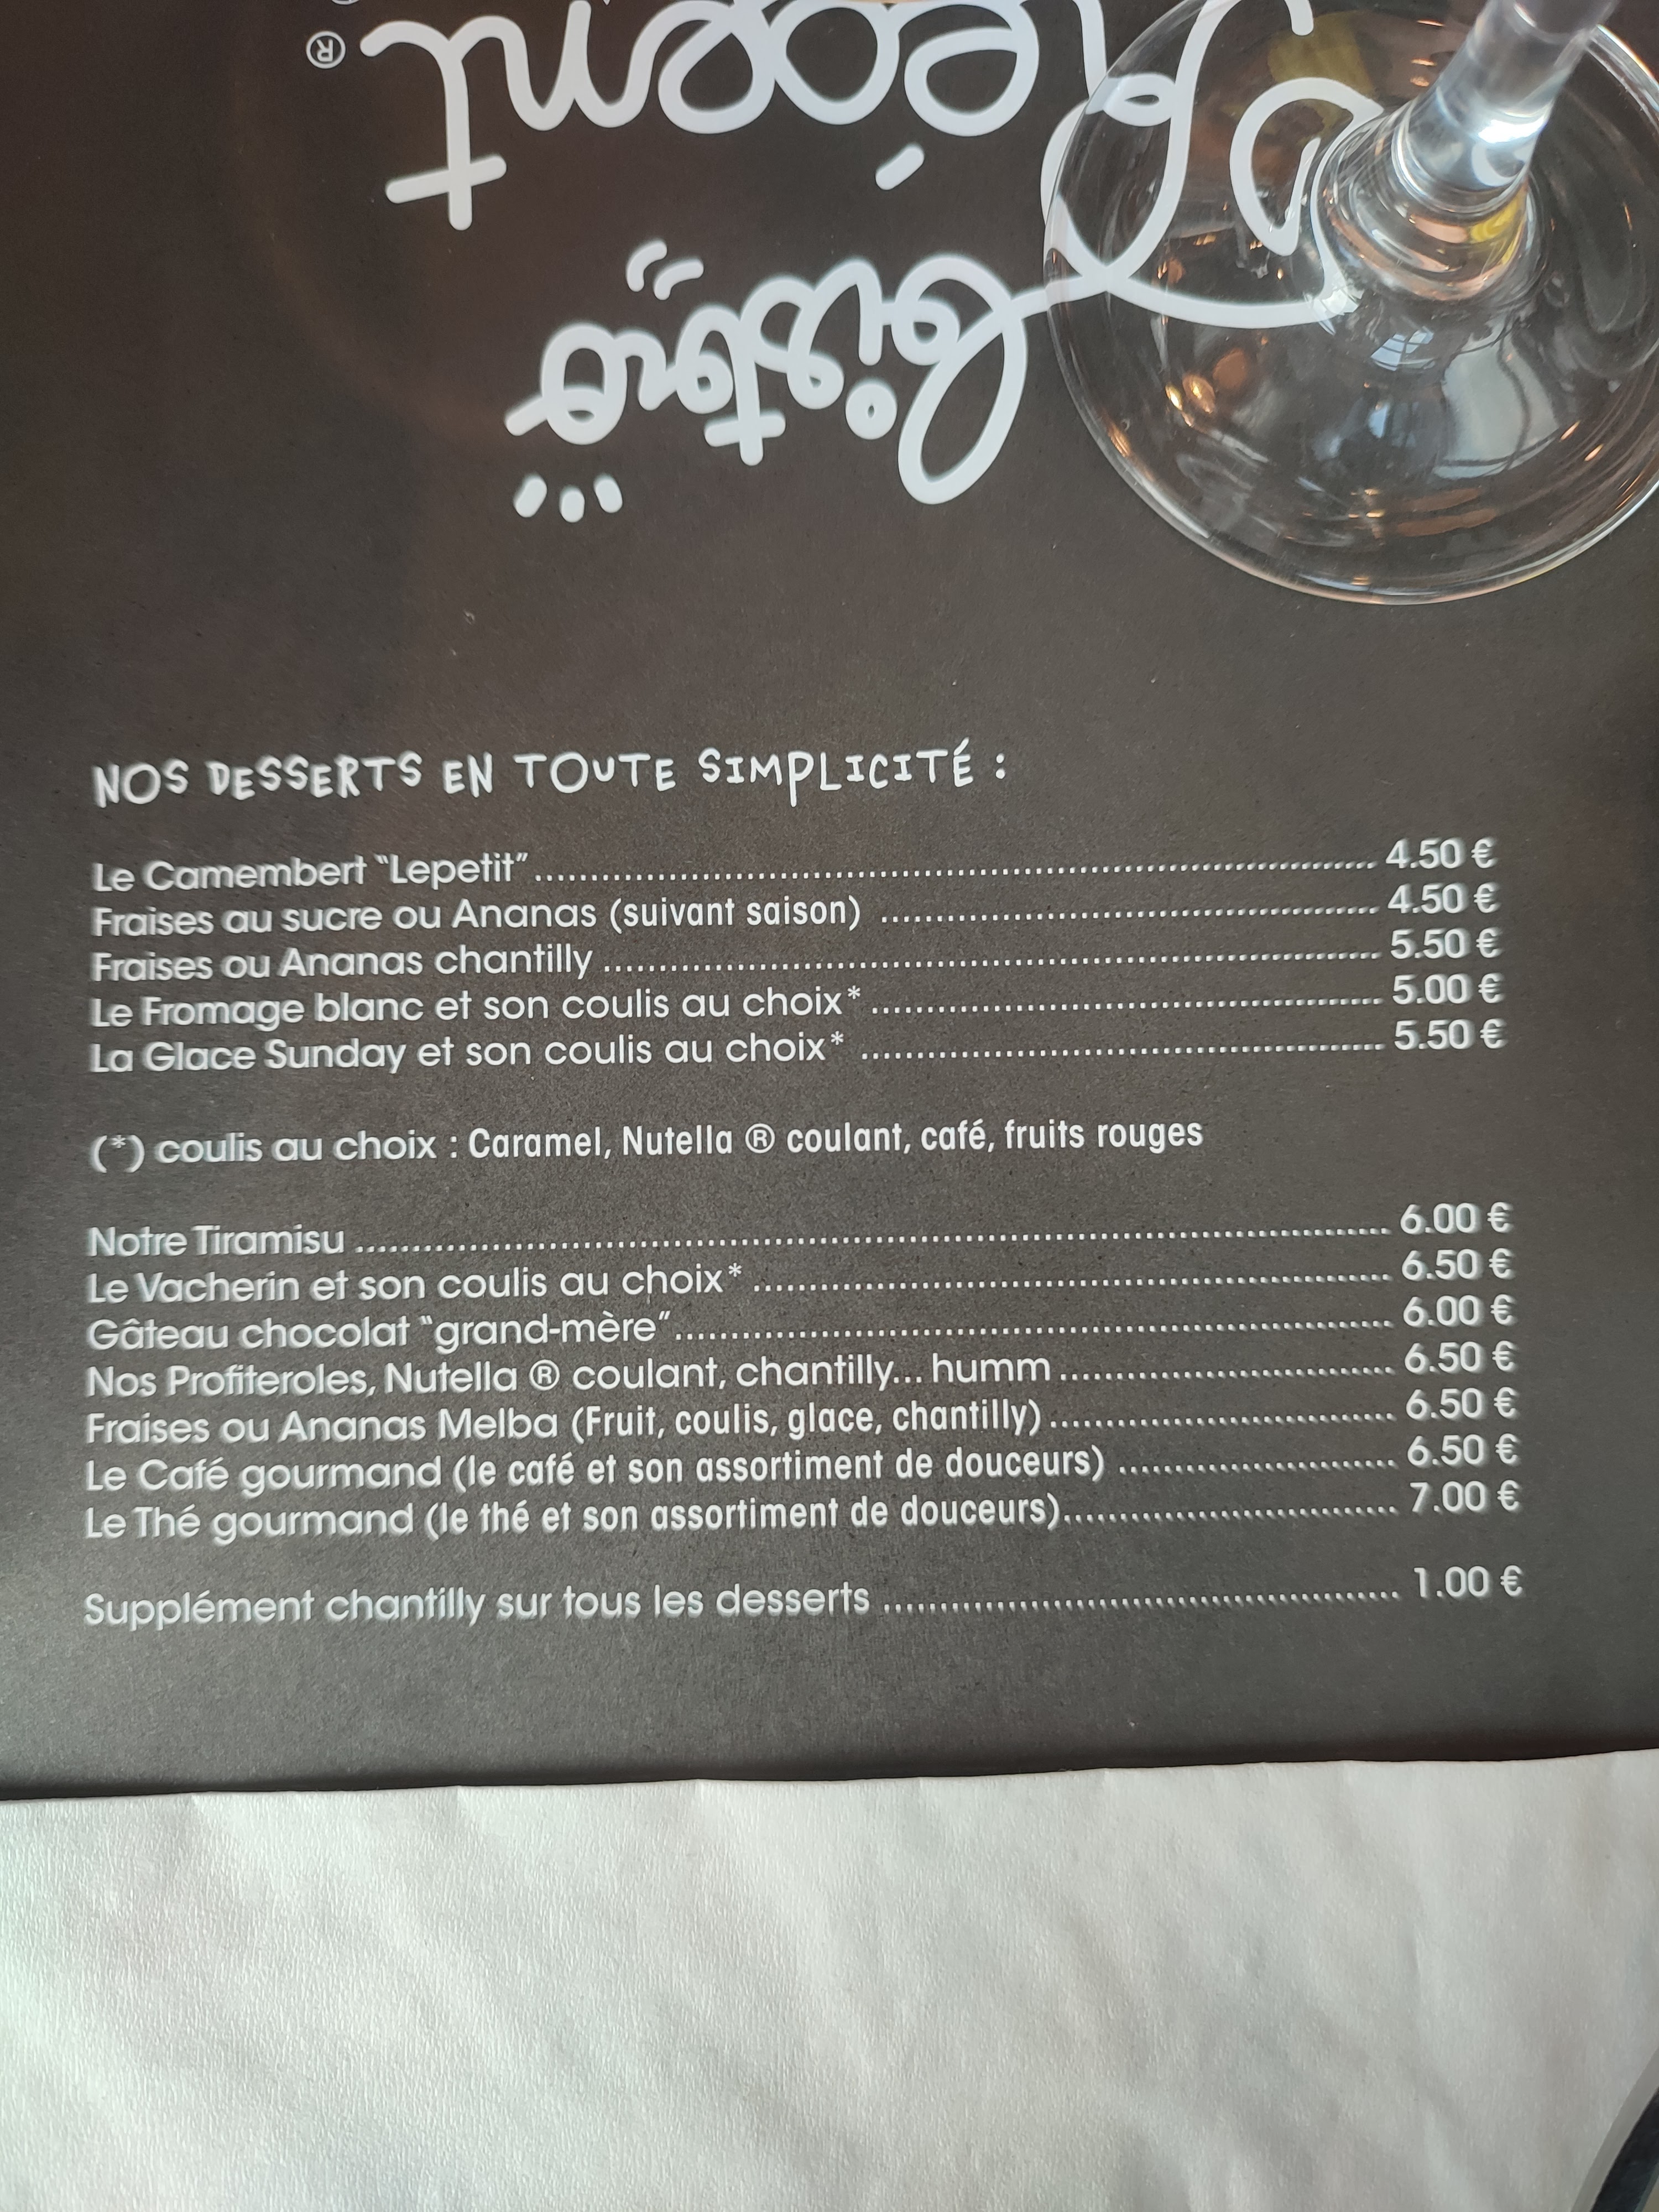 Régent ®
bistro
NOS DESSERTS EN TOUTE SIMPLICITÉ :
Le Camembert "Lepetit" 4.50 €
Fraises au sucre ou Ananas (suivant saison) 4.50 €
Fraises ou Ananas chantilly 5.50 €
Le Fromage blanc et son coulis au choix* 5.00 €
La Glace Sunday et son coulis au choix* 5.50 €
(*) coulis au choix : Caramel, Nutella ® coulant, café, fruits rouges
Notre Tiramisu 6.00 €
Le Vacherin et son coulis au choix* 6.50 €
Gâteau chocolat "grand-mère" 6.00 €
Nos Profiteroles, Nutella ® coulant, chantilly... humm 6.50 €
Fraises ou Ananas Melba (Fruit, coulis, glace, chantilly) 6.50 €
Le Café gourmand (le café et son assortiment de douceurs) 6.50 €
Le Thé gourmand (le thé et son assortiment de douceurs) 7.00 €
Supplément chantilly sur tous les desserts 1.00 €